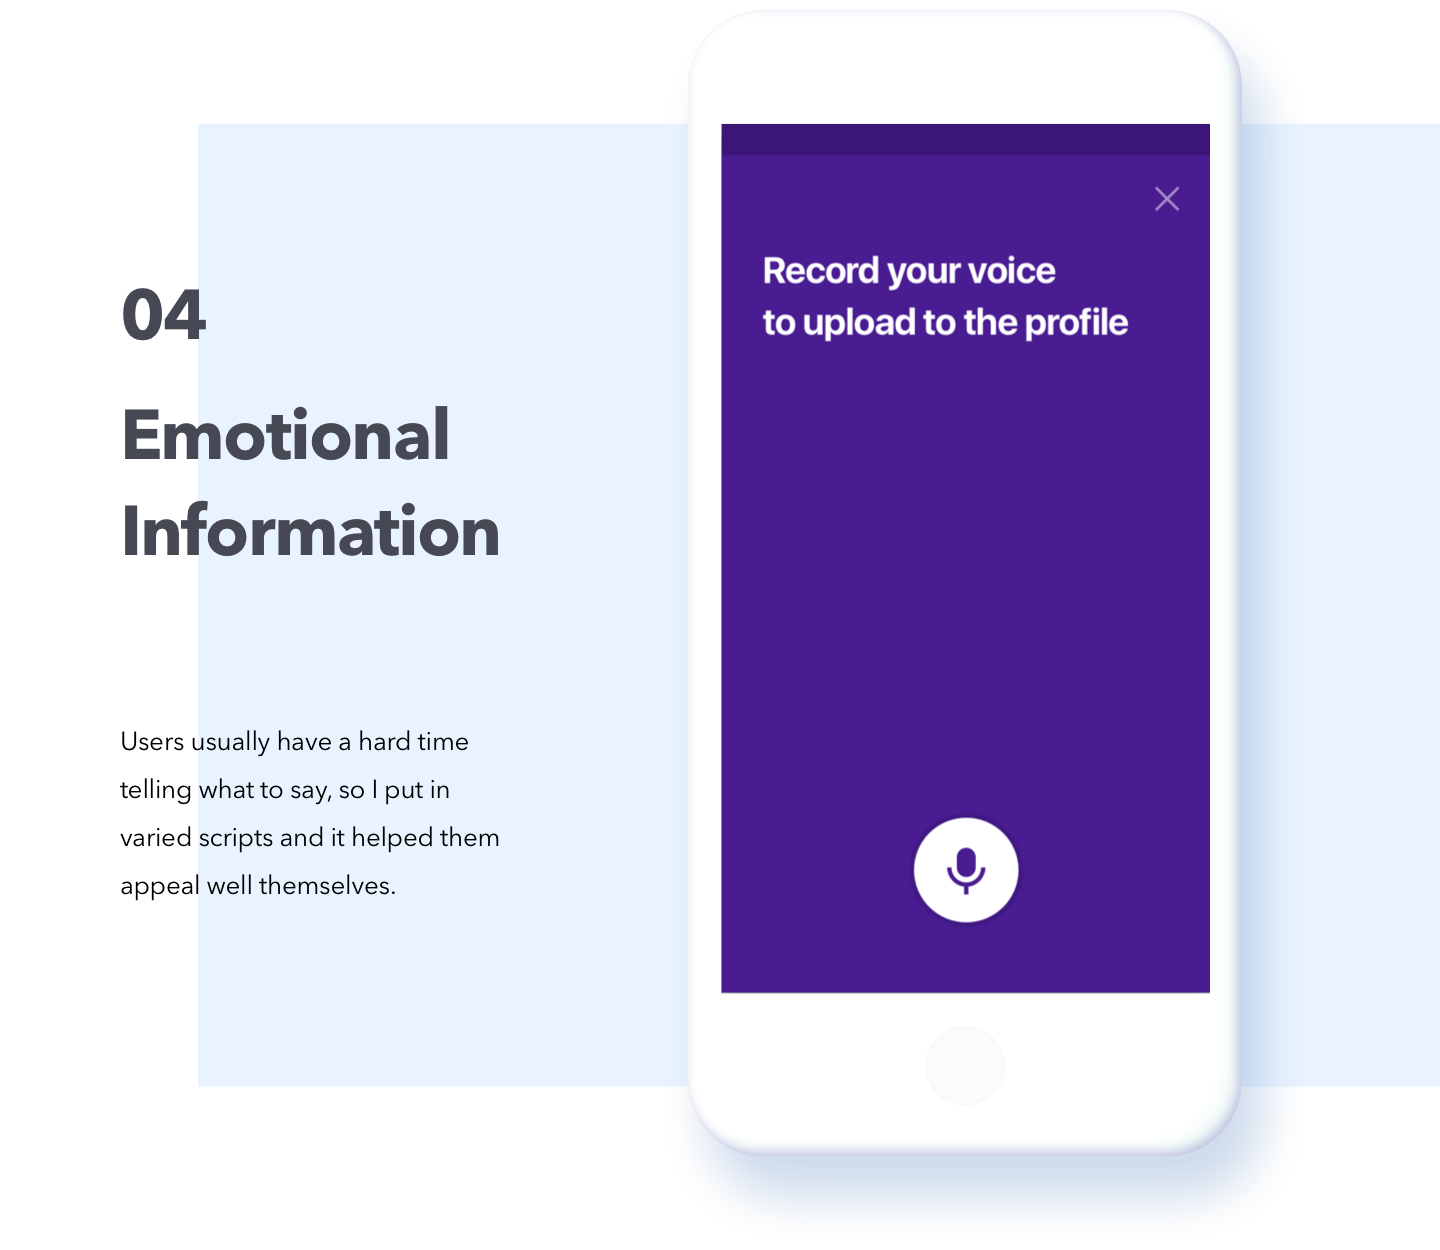 04
Emotional
Information
Users usually have a hard time
telling what to say, so I put in
varied scripts and it helped them
appeal well themselves.
Record your voice
to upload to the profile